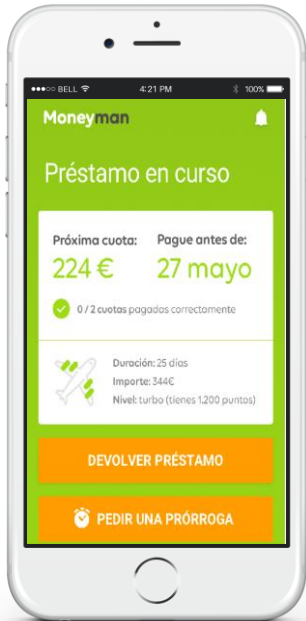 BELL 4:21 PM 100%
Moneyman
Préstamo en curso
Próxima cuota: Pague antes de:
224 € 27 mayo
0 / 2 cuotas pagadas correctamente
Duración: 25 días
Importe: 344€
Nivel: turbo (tienes 1.200 puntos)
DEVOLVER PRÉSTAMO
PEDIR UNA PRÓRROGA